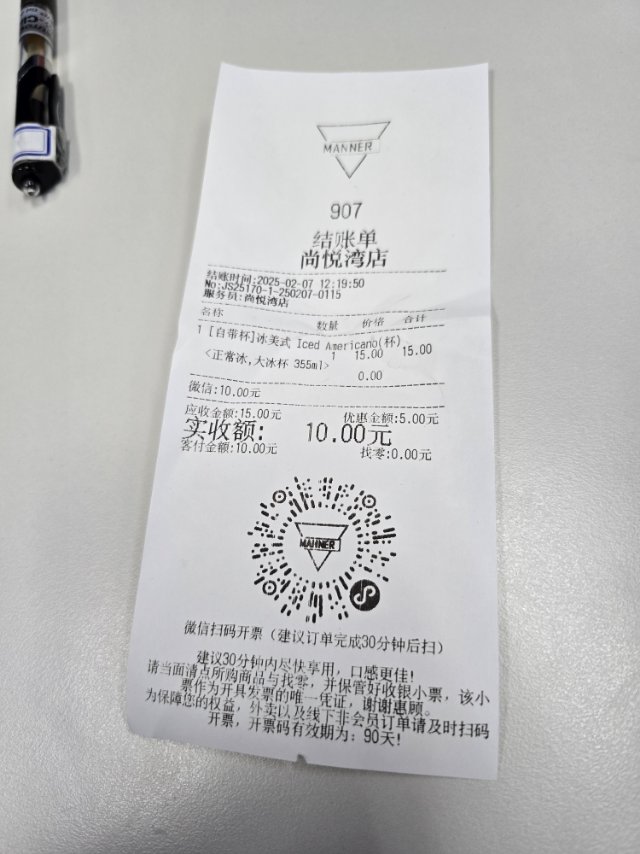 MANNER
907
结账单
尚悦湾店
结账时间:2025-02-07 12:19:50
No:JS25170-1-250207-0115
服务员:尚悦湾店
名称 数量 价格 合计
1 [自带杯]冰美式 Iced Americano(杯)
1 15.00 15.00
<正常冰,大冰杯 355ml>
0.00
微信:10.00元
应收金额:15.00元 优惠金额:5.00元
实收额: 10.00元
客付金额:10.00元 找零:0.00元
MANNER
微信扫码开票（建议订单完成30分钟后扫）
建议30分钟内尽快享用，口感更佳!
请当面清点所购商品与找零，并保管好收银小票，该小
票作为开具发票的唯一凭证，谢谢惠顾。
为保障您的权益，外卖以及线下非会员订单请及时扫码
开票，开票码有效期为: 90天!